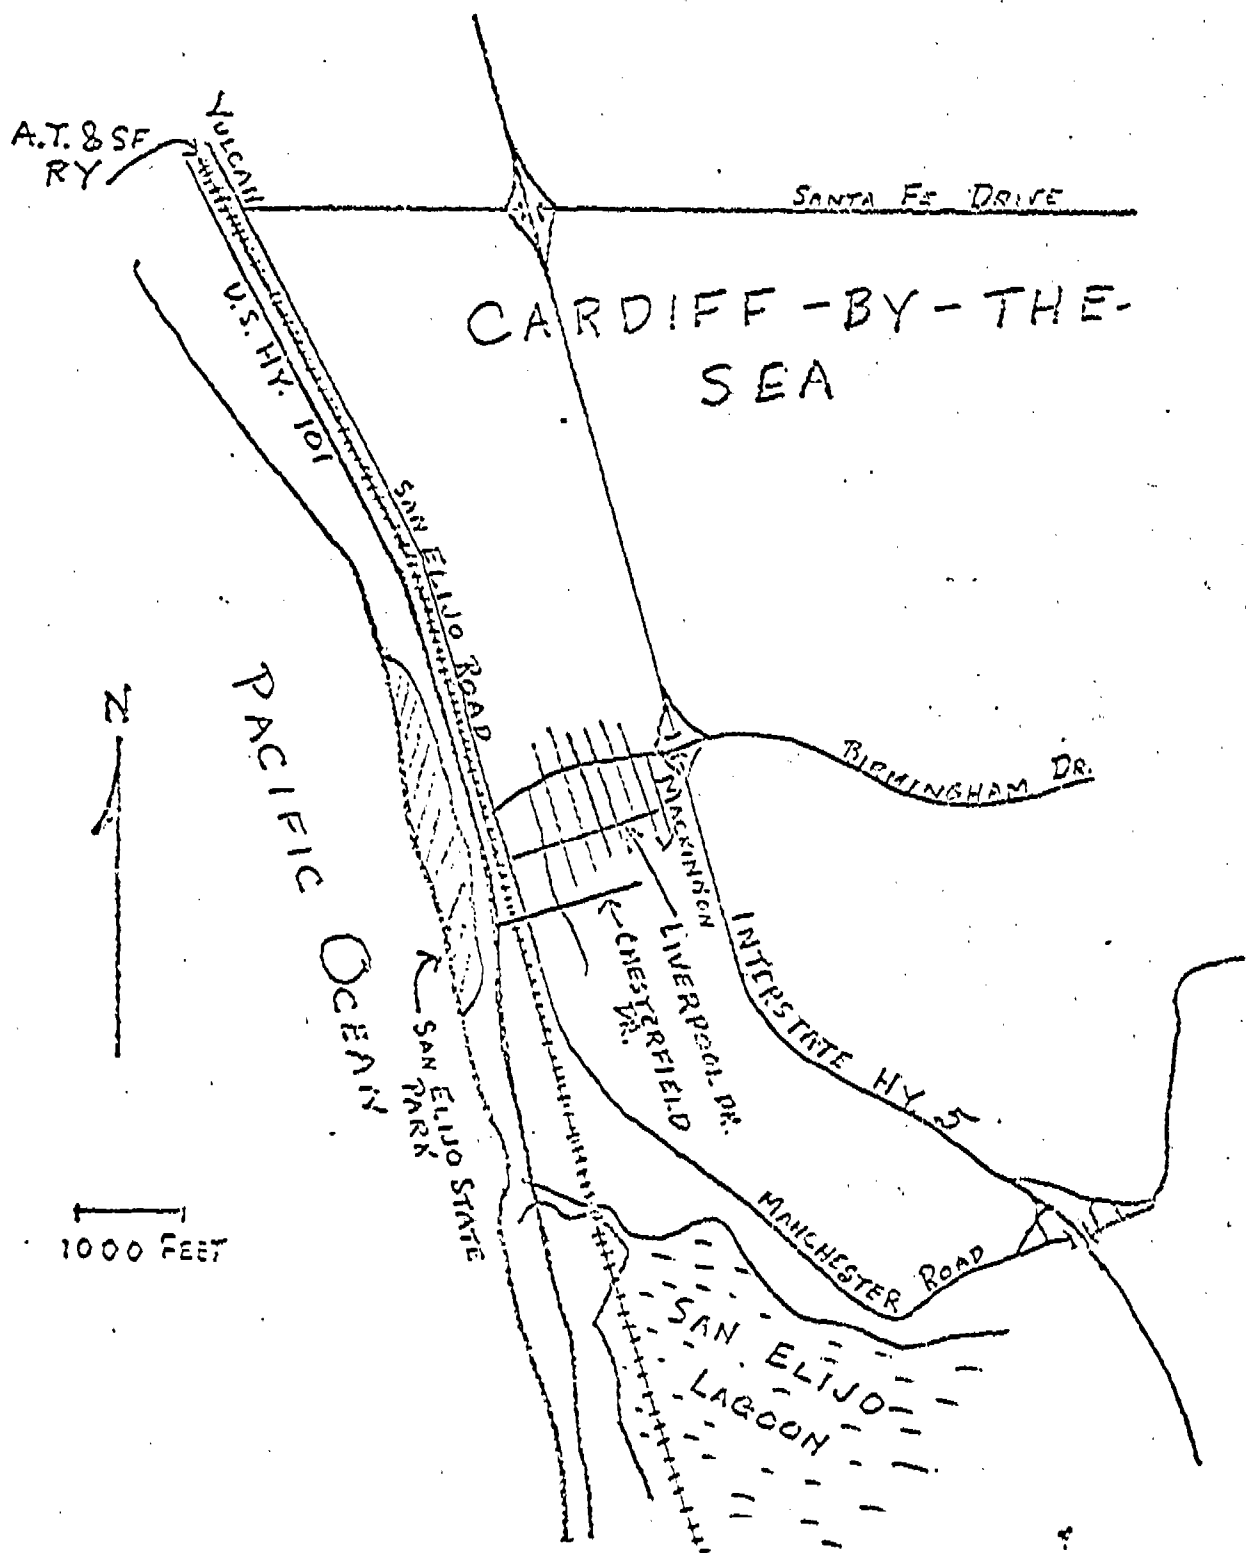 A.T. & SF
RY
VULCAN
SANTA FE DRIVE
U.S. HY. 101
CARDIFF-BY-THE-
SEA
SAN ELIJO ROAD
N
PACIFIC OCEAN
BIRMINGHAM DR.
MACKINNON
LIVERPOOL DR.
CHESTERFIELD
DR.
INTERSTATE HY. 5
SAN ELIJO STATE
PARK
1000 FEET
MANCHESTER ROAD
SAN ELIJO
LAGOON